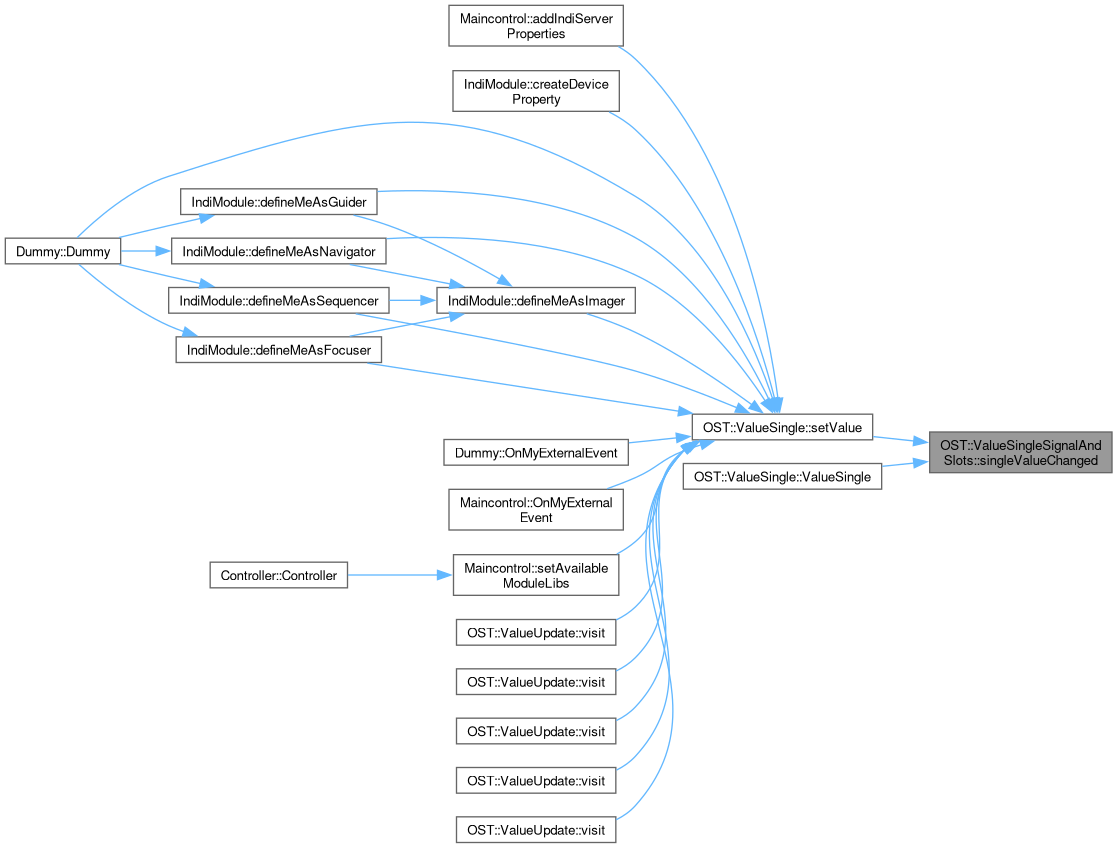 Maincontrol::addIndiServer
Properties
IndiModule::createDevice
Property
IndiModule::defineMeAsGuider
Dummy::Dummy
IndiModule::defineMeAsNavigator
IndiModule::defineMeAsSequencer
IndiModule::defineMeAsImager
IndiModule::defineMeAsFocuser
OST::ValueSingle::setValue
OST::ValueSingleSignalAnd
Slots::singleValueChanged
Dummy::OnMyExternalEvent
OST::ValueSingle::ValueSingle
Maincontrol::OnMyExternal
Event
Maincontrol::setAvailable
ModuleLibs
Controller::Controller
OST::ValueUpdate::visit
OST::ValueUpdate::visit
OST::ValueUpdate::visit
OST::ValueUpdate::visit
OST::ValueUpdate::visit